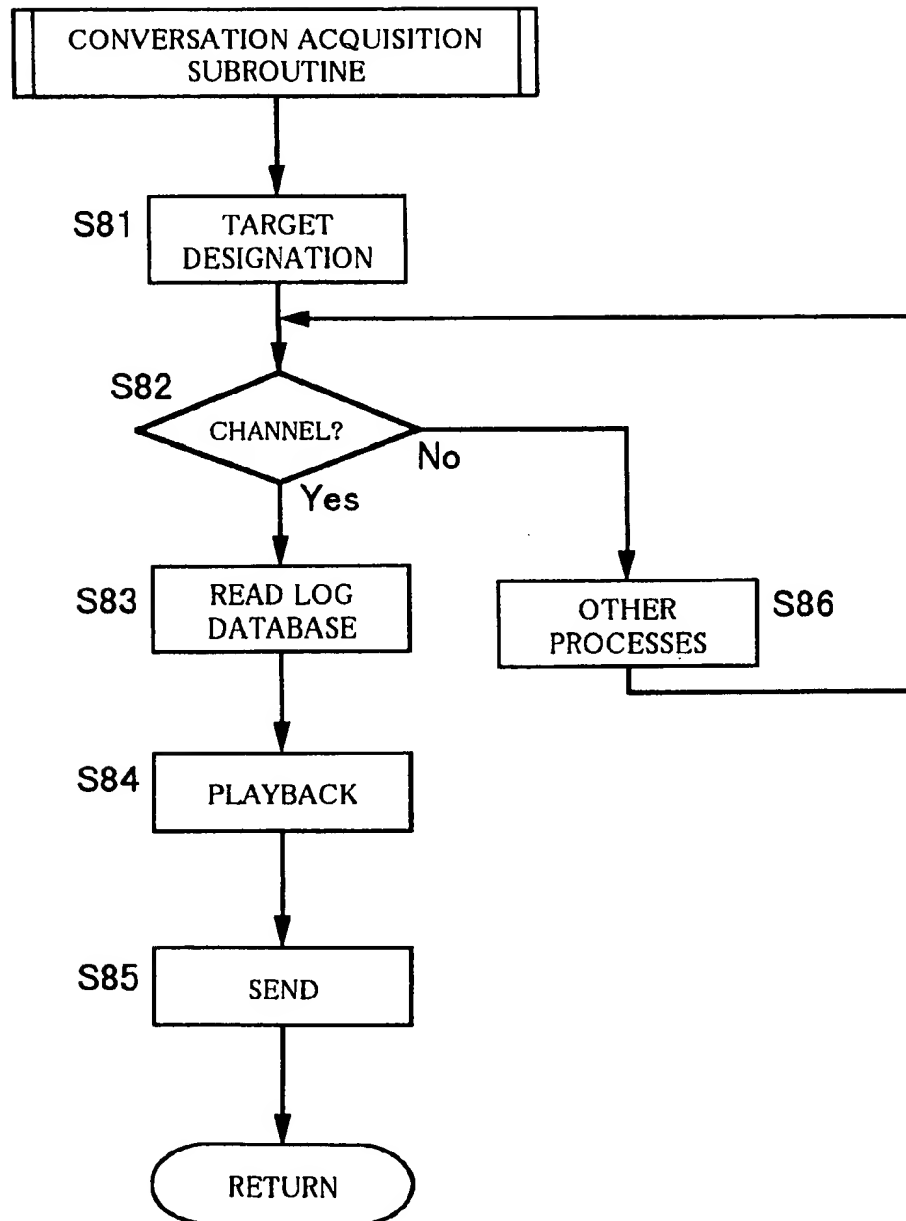 CONVERSATION ACQUISITION
SUBROUTINE
S81
TARGET
DESIGNATION
S82
CHANNEL?
No
Yes
S83
READ LOG
DATABASE
S86
OTHER
PROCESSES
S84
PLAYBACK
S85
SEND
RETURN